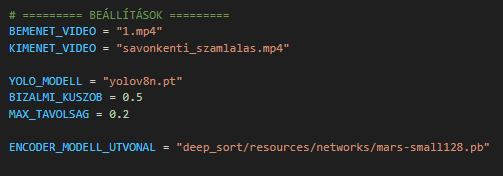 # ========= BEÁLLÍTÁSOK =========
BEMENET_VIDEO = "1.mp4"
KIMENET_VIDEO = "savonkenti_szamlalas.mp4"
YOLO_MODELL = "yolov8n.pt"
BIZALMI_KUSZOB = 0.5
MAX_TAVOLSAG = 0.2
ENCODER_MODELL_UTVONAL = "deep_sort/resources/networks/mars-small128.pb"